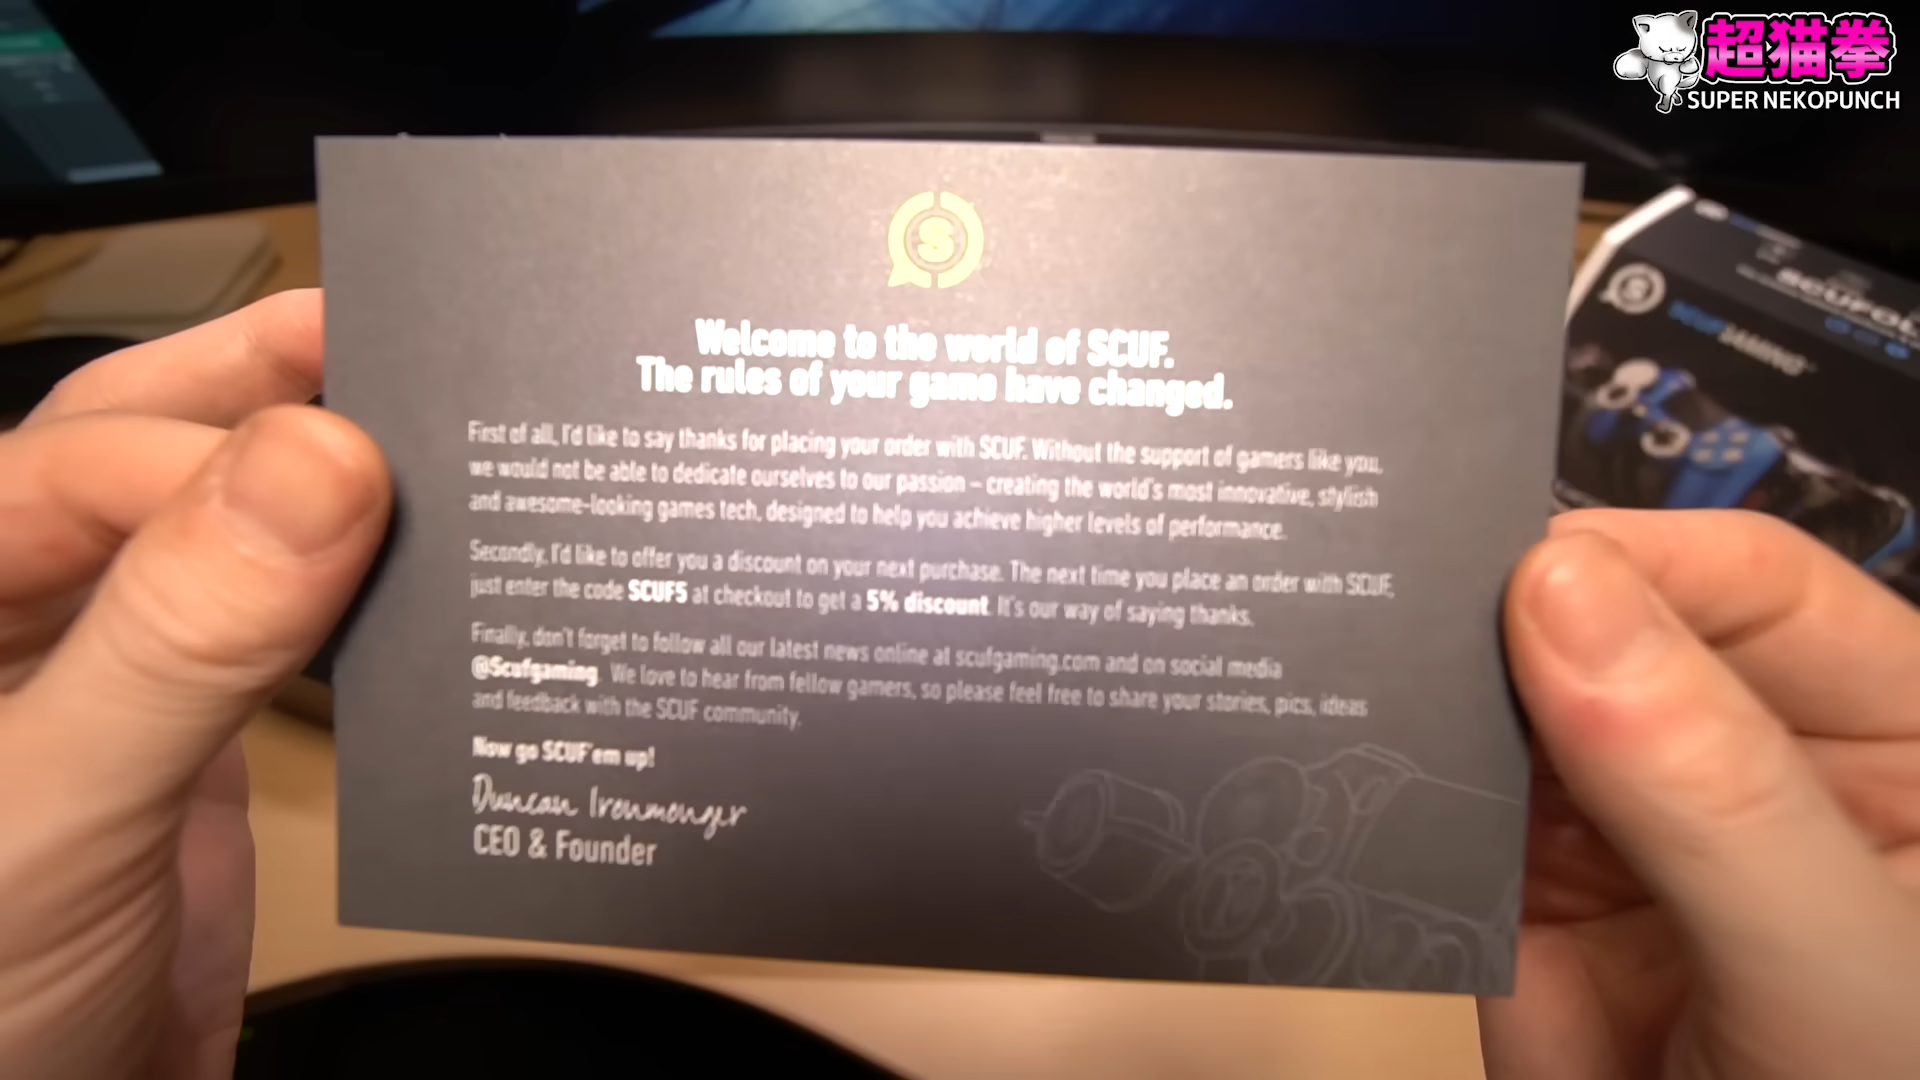 超猫拳
SUPER NEKOPUNCH
S
Welcome to the world of SCUF.
The rules of your game have changed.
First of all, I'd like to say thanks for placing your order with SCUF. Without the support of gamers like you,
we would not be able to dedicate ourselves to our passion – creating the world's most innovative, stylish
and awesome-looking games tech, designed to help you achieve higher levels of performance.
Secondly, I'd like to offer you a discount on your next purchase. The next time you place an order with SCUF,
just enter the code SCUF5 at checkout to get a 5% discount. It's our way of saying thanks.
Finally, don't forget to follow all our latest news online at scufgaming.com and on social media
@Scufgaming. We love to hear from fellow gamers, so please feel free to share your stories, pics, ideas
and feedback with the SCUF community.
Now go SCUF'em up!
Duncan Ironmonger
CEO & Founder
S
SCUFGAMING